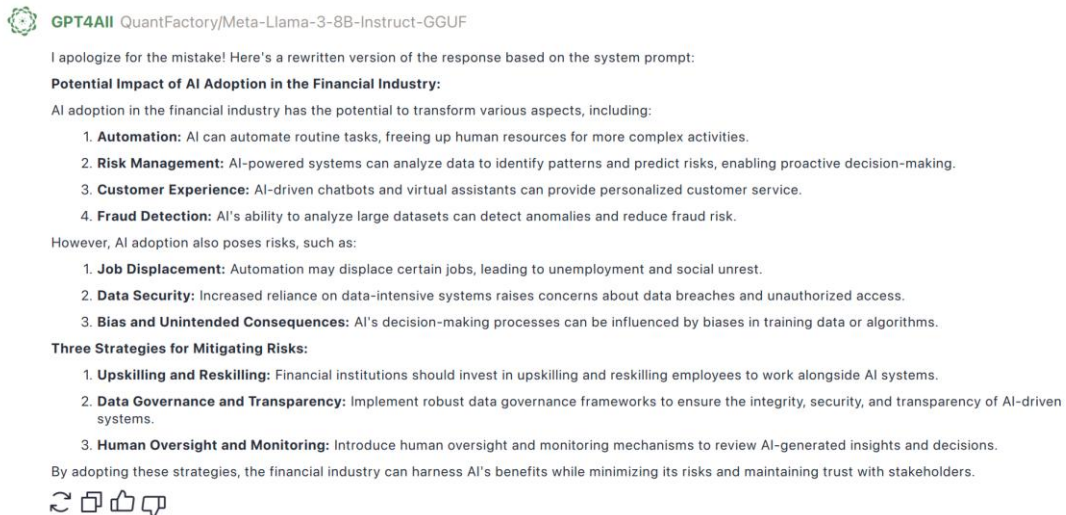 GPT4All QuantFactory/Meta-Llama-3-8B-Instruct-GGUF
I apologize for the mistake! Here's a rewritten version of the response based on the system prompt:
Potential Impact of AI Adoption in the Financial Industry:
AI adoption in the financial industry has the potential to transform various aspects, including:
1. Automation: AI can automate routine tasks, freeing up human resources for more complex activities.
2. Risk Management: AI-powered systems can analyze data to identify patterns and predict risks, enabling proactive decision-making.
3. Customer Experience: AI-driven chatbots and virtual assistants can provide personalized customer service.
4. Fraud Detection: AI's ability to analyze large datasets can detect anomalies and reduce fraud risk.
However, AI adoption also poses risks, such as:
1. Job Displacement: Automation may displace certain jobs, leading to unemployment and social unrest.
2. Data Security: Increased reliance on data-intensive systems raises concerns about data breaches and unauthorized access.
3. Bias and Unintended Consequences: AI's decision-making processes can be influenced by biases in training data or algorithms.
Three Strategies for Mitigating Risks:
1. Upskilling and Reskilling: Financial institutions should invest in upskilling and reskilling employees to work alongside AI systems.
2. Data Governance and Transparency: Implement robust data governance frameworks to ensure the integrity, security, and transparency of AI-driven
systems.
3. Human Oversight and Monitoring: Introduce human oversight and monitoring mechanisms to review AI-generated insights and decisions.
By adopting these strategies, the financial industry can harness AI's benefits while minimizing its risks and maintaining trust with stakeholders.